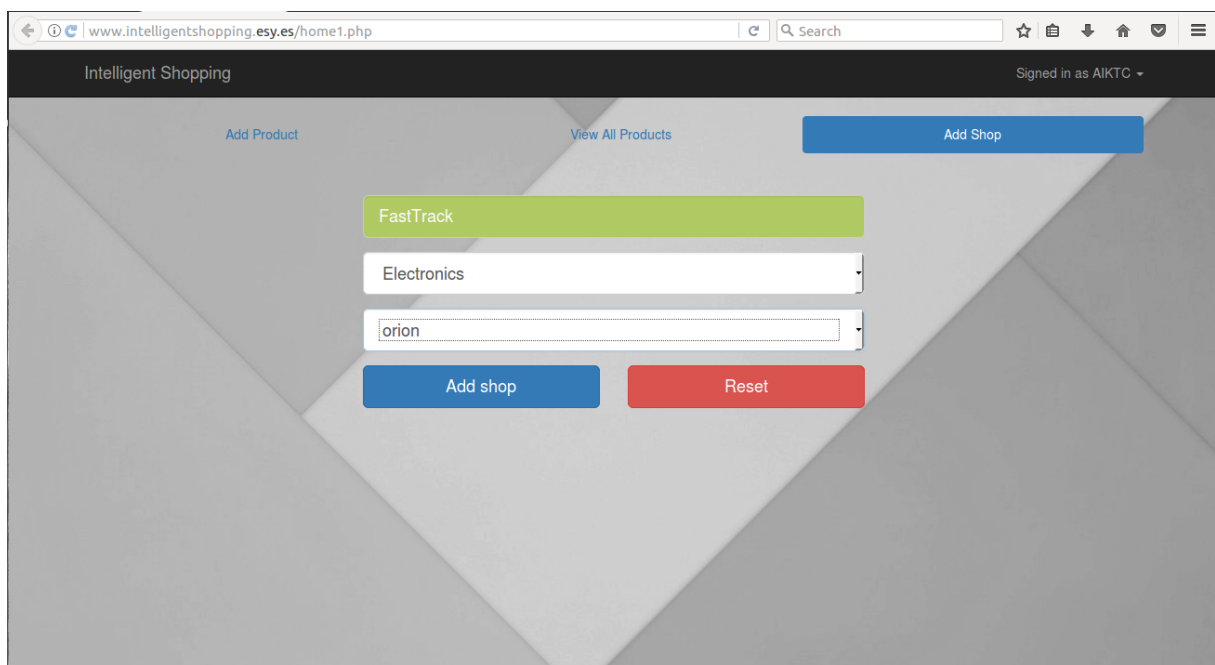 www.intelligentshopping.esy.es/home1.php Search
Intelligent Shopping Signed in as AIKTC
Add Product View All Products Add Shop
FastTrack
Electronics
orion
Add shop Reset